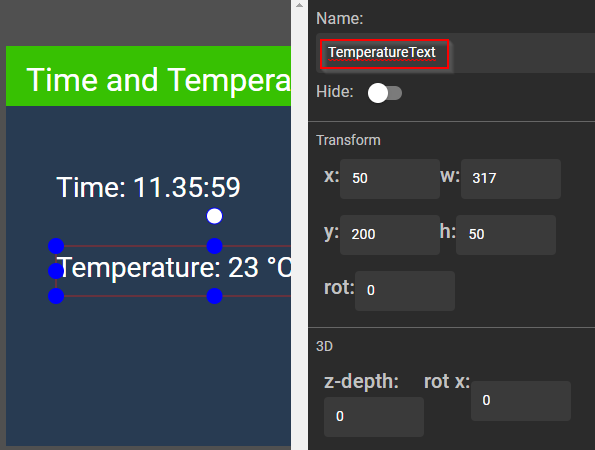 Time and Tempera
Time: 11.35:59
Temperature: 23 °C
Name:
TemperatureText
Hide:
Transform
x: 50 w: 317
y: 200 h: 50
rot: 0
3D
z-depth: rot x:
0 0